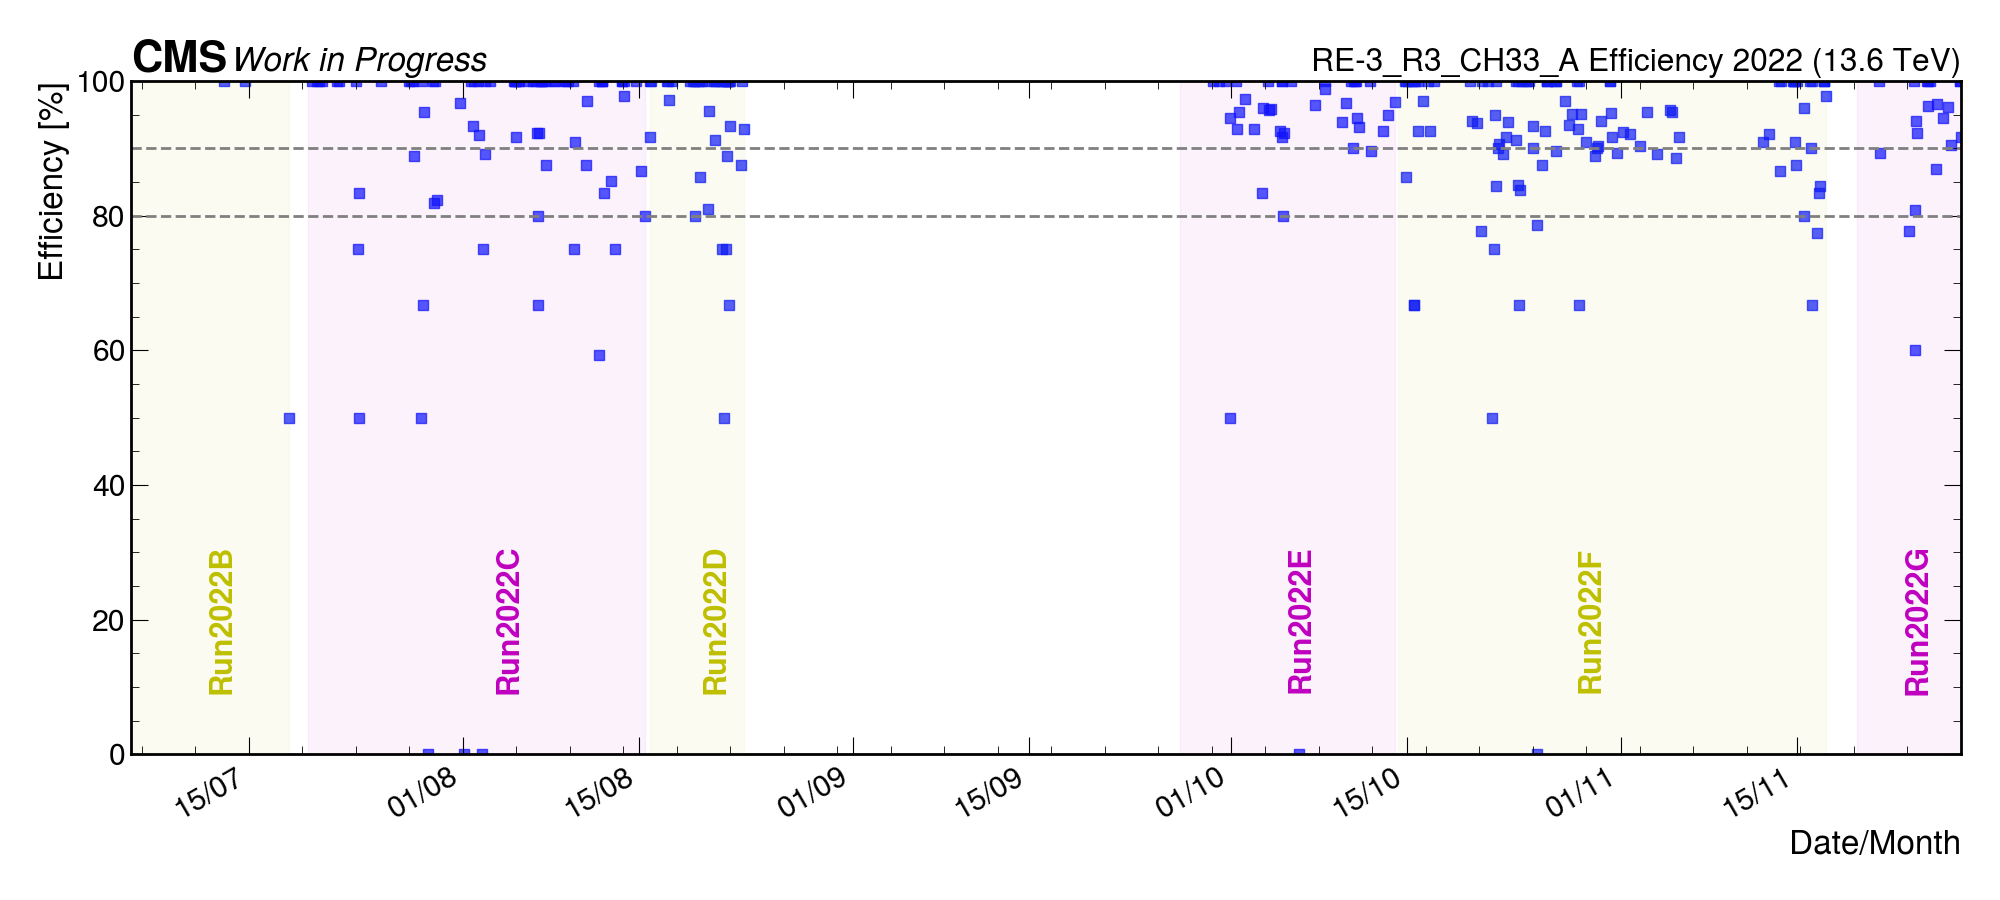 CMS Work in Progress
RE-3_R3_CH33_A Efficiency 2022 (13.6 TeV)
Efficiency [%]
100
80
60
40
20
0
Run2022B
Run2022C
Run2022D
Run2022E
Run2022F
Run2022G
15/07
01/08
15/08
01/09
15/09
01/10
15/10
01/11
15/11
Date/Month